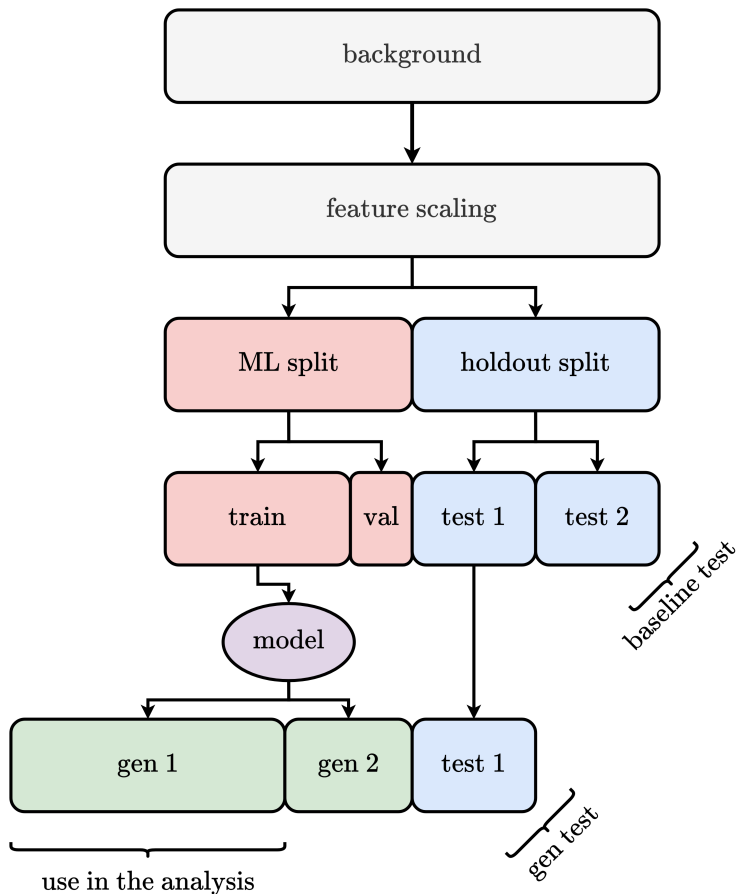 background
feature scaling
ML split
holdout split
train
val
test 1
test 2
baseline test
model
gen 1
gen 2
test 1
gen test
use in the analysis